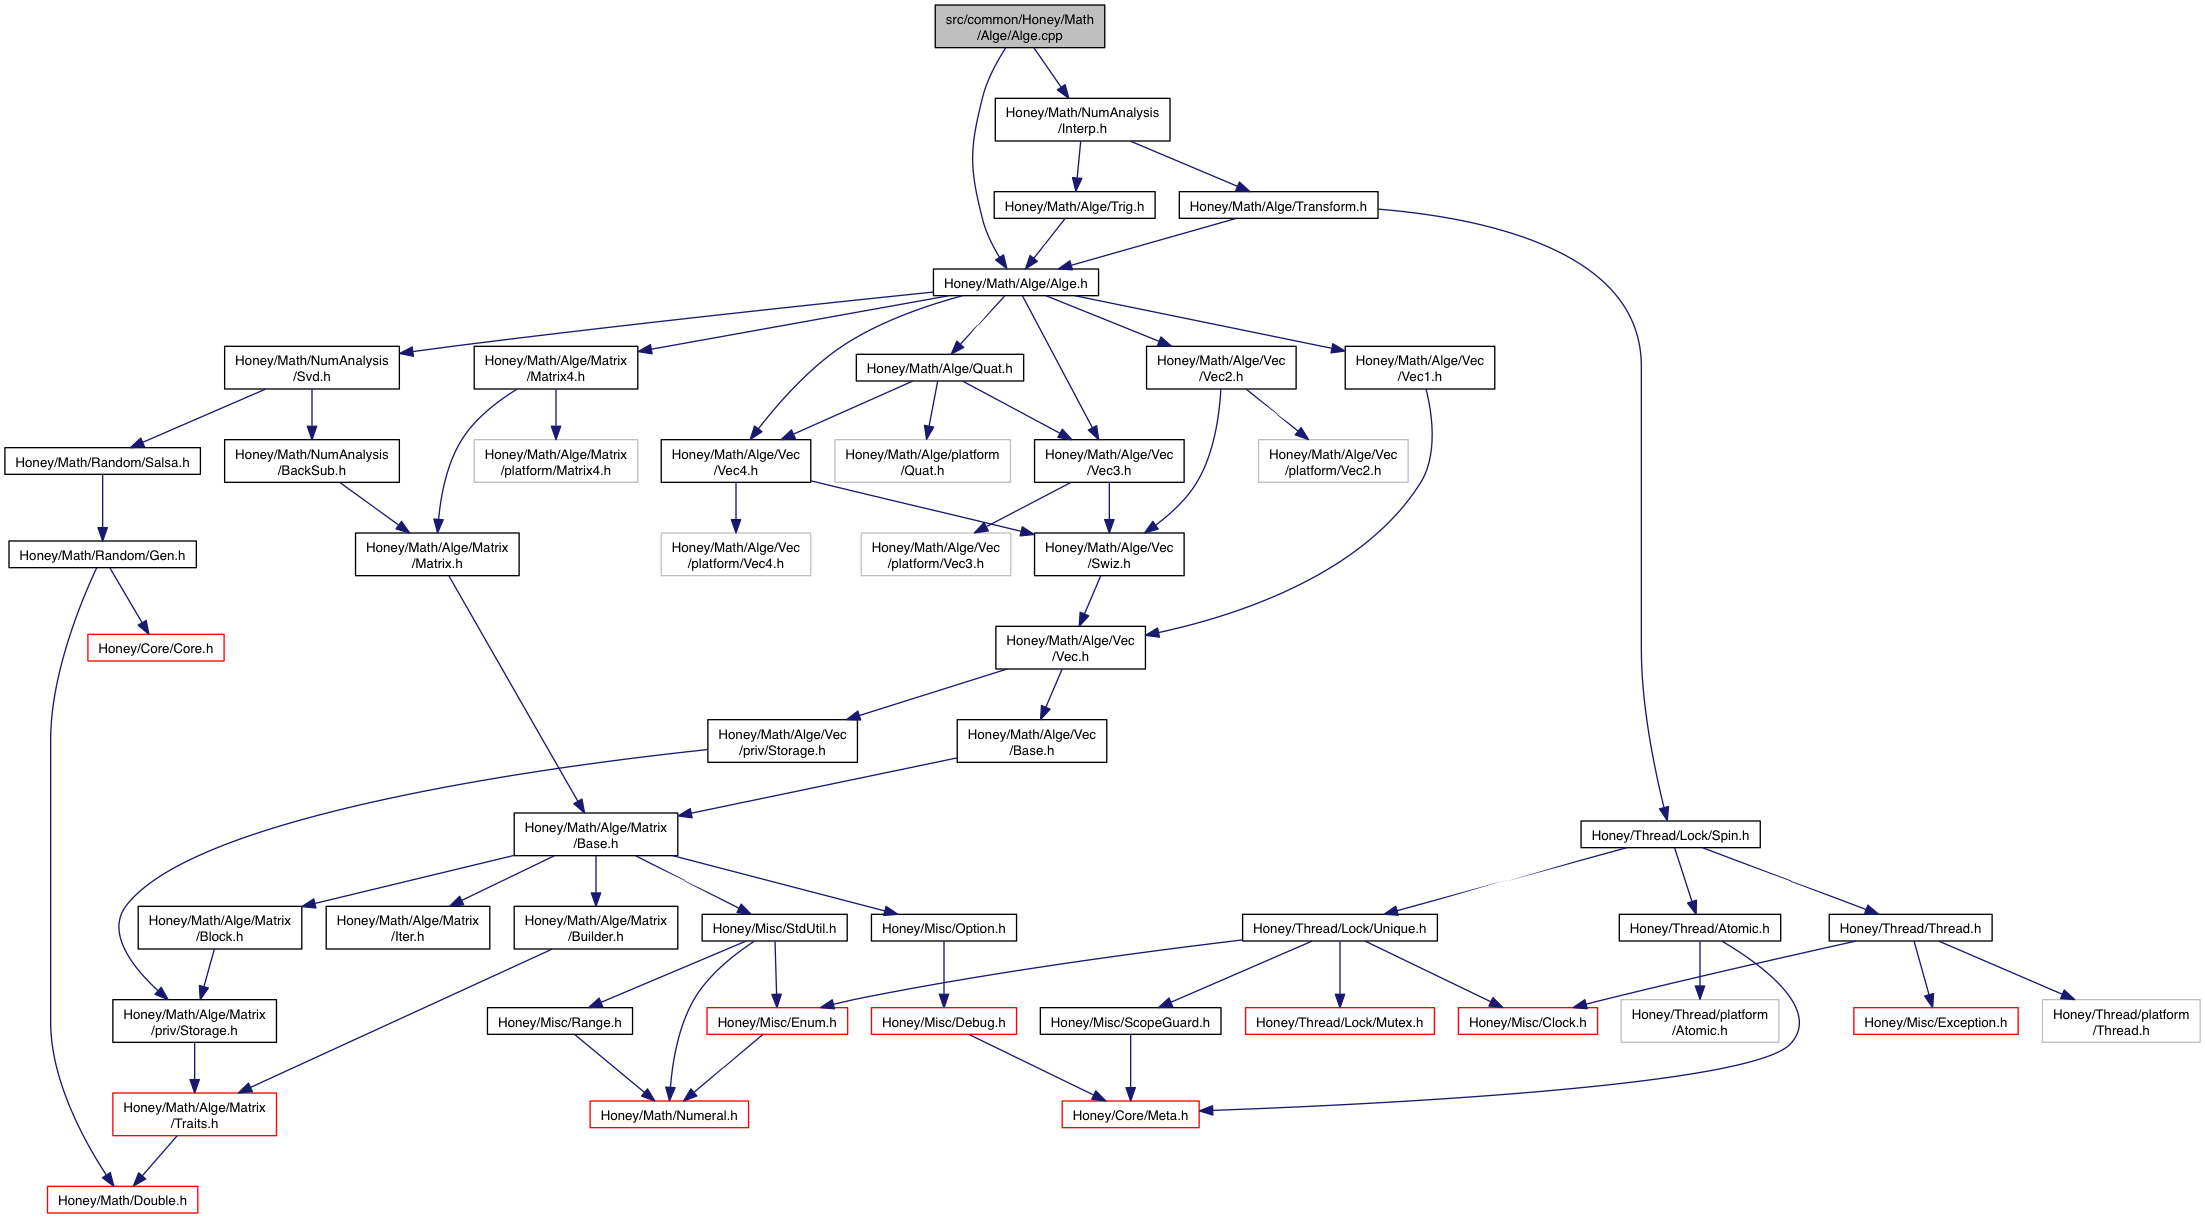 src/common/Honey/Math
/Alge/Alge.cpp
Honey/Math/NumAnalysis
/Interp.h
Honey/Math/Alge/Trig.h
Honey/Math/Alge/Transform.h
Honey/Math/Alge/Alge.h
Honey/Math/NumAnalysis
/Svd.h
Honey/Math/Alge/Matrix
/Matrix4.h
Honey/Math/Alge/Quat.h
Honey/Math/Alge/Vec
/Vec2.h
Honey/Math/Alge/Vec
/Vec1.h
Honey/Math/Random/Salsa.h
Honey/Math/NumAnalysis
/BackSub.h
Honey/Math/Alge/Matrix
/platform/Matrix4.h
Honey/Math/Alge/Vec
/Vec4.h
Honey/Math/Alge/platform
/Quat.h
Honey/Math/Alge/Vec
/Vec3.h
Honey/Math/Alge/Vec
/platform/Vec2.h
Honey/Math/Random/Gen.h
Honey/Math/Alge/Matrix
/Matrix.h
Honey/Math/Alge/Vec
/platform/Vec4.h
Honey/Math/Alge/Vec
/platform/Vec3.h
Honey/Math/Alge/Vec
/Swiz.h
Honey/Core/Core.h
Honey/Math/Alge/Vec
/Vec.h
Honey/Math/Alge/Vec
/priv/Storage.h
Honey/Math/Alge/Vec
/Base.h
Honey/Math/Alge/Matrix
/Base.h
Honey/Thread/Lock/Spin.h
Honey/Math/Alge/Matrix
/Block.h
Honey/Math/Alge/Matrix
/Iter.h
Honey/Math/Alge/Matrix
/Builder.h
Honey/Misc/StdUtil.h
Honey/Misc/Option.h
Honey/Thread/Lock/Unique.h
Honey/Thread/Atomic.h
Honey/Thread/Thread.h
Honey/Math/Alge/Matrix
/priv/Storage.h
Honey/Misc/Range.h
Honey/Misc/Enum.h
Honey/Misc/Debug.h
Honey/Misc/ScopeGuard.h
Honey/Thread/Lock/Mutex.h
Honey/Misc/Clock.h
Honey/Thread/platform
/Atomic.h
Honey/Misc/Exception.h
Honey/Thread/platform
/Thread.h
Honey/Math/Alge/Matrix
/Traits.h
Honey/Math/Numeral.h
Honey/Core/Meta.h
Honey/Math/Double.h